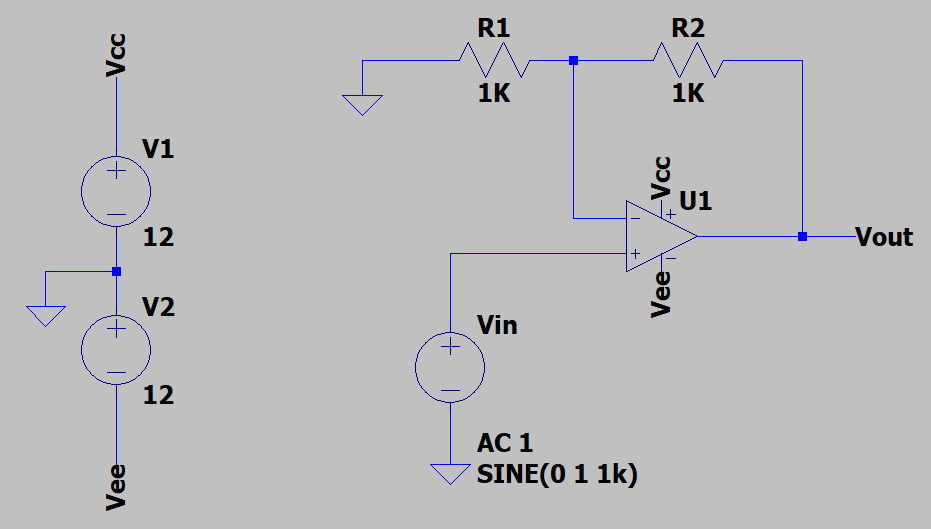 Vcc
V1
12
V2
12
Vee
R1
1K
R2
1K
Vcc
U1
Vee
Vout
Vin
AC 1
SINE(0 1 1k)